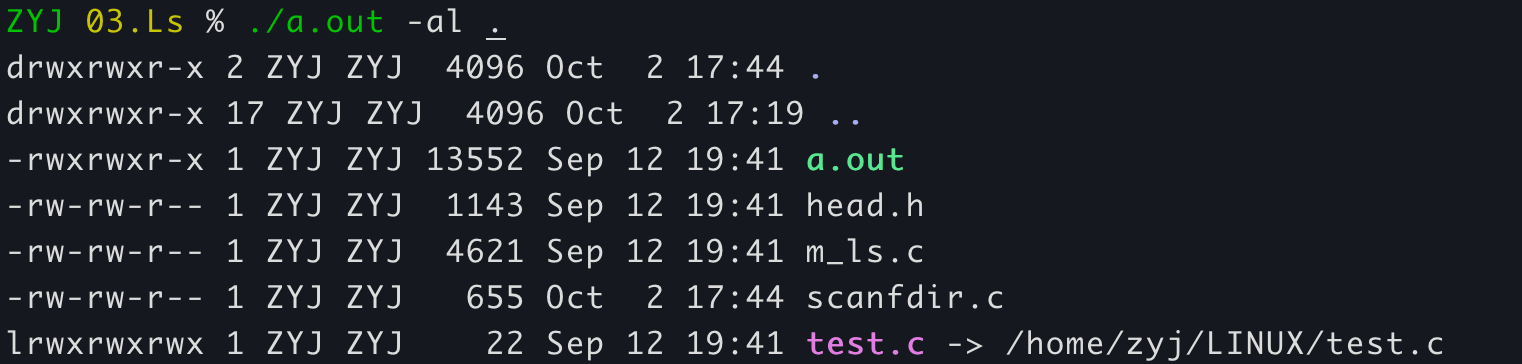 ZYJ 03.Ls % ./a.out -al .
drwxrwxr-x 2 ZYJ ZYJ  4096 Oct  2 17:44 .
drwxrwxr-x 17 ZYJ ZYJ  4096 Oct  2 17:19 ..
-rwxrwxr-x 1 ZYJ ZYJ 13552 Sep 12 19:41 a.out
-rw-rw-r-- 1 ZYJ ZYJ  1143 Sep 12 19:41 head.h
-rw-rw-r-- 1 ZYJ ZYJ  4621 Sep 12 19:41 m_ls.c
-rw-rw-r-- 1 ZYJ ZYJ   655 Oct  2 17:44 scanfdir.c
lrwxrwxrwx 1 ZYJ ZYJ    22 Sep 12 19:41 test.c -> /home/zyj/LINUX/test.c